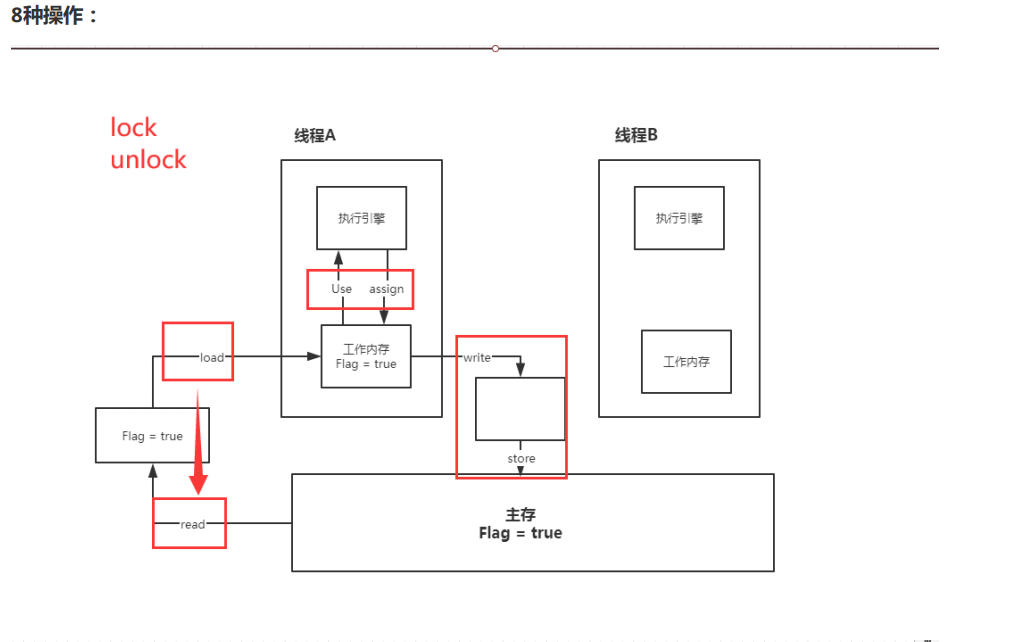 8种操作：
lock
unlock
线程A
线程B
执行引擎
执行引擎
Use
assign
工作内存
Flag = true
工作内存
load
write
Flag = true
store
read
主存
Flag = true